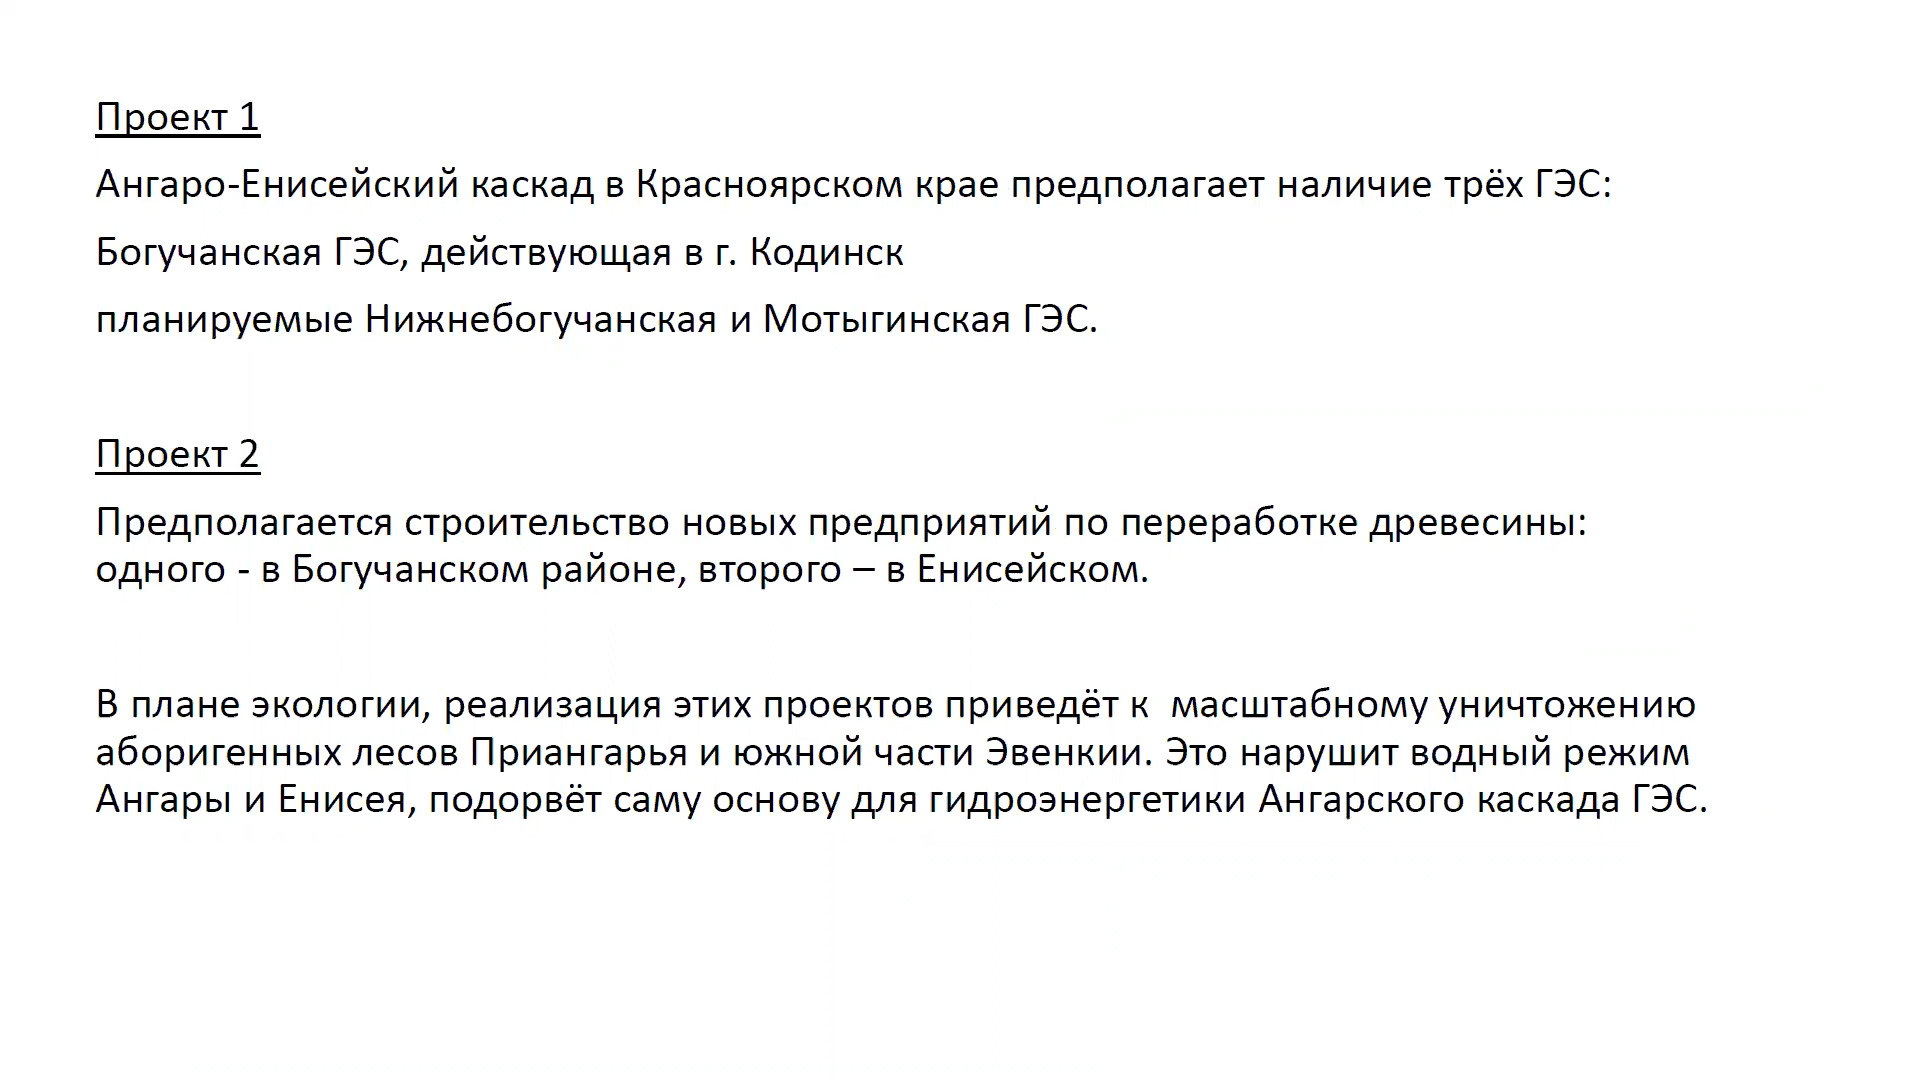 Проект 1
Ангаро-Енисейский каскад в Красноярском крае предполагает наличие трёх ГЭС:
Богучанская ГЭС, действующая в г. Кодинск
планируемые Нижнебогучанская и Мотыгинская ГЭС.
Проект 2
Предполагается строительство новых предприятий по переработке древесины:
одного - в Богучанском районе, второго – в Енисейском.
В плане экологии, реализация этих проектов приведёт к  масштабному уничтожению
аборигенных лесов Приангарья и южной части Эвенкии. Это нарушит водный режим
Ангары и Енисея, подорвёт саму основу для гидроэнергетики Ангарского каскада ГЭС.